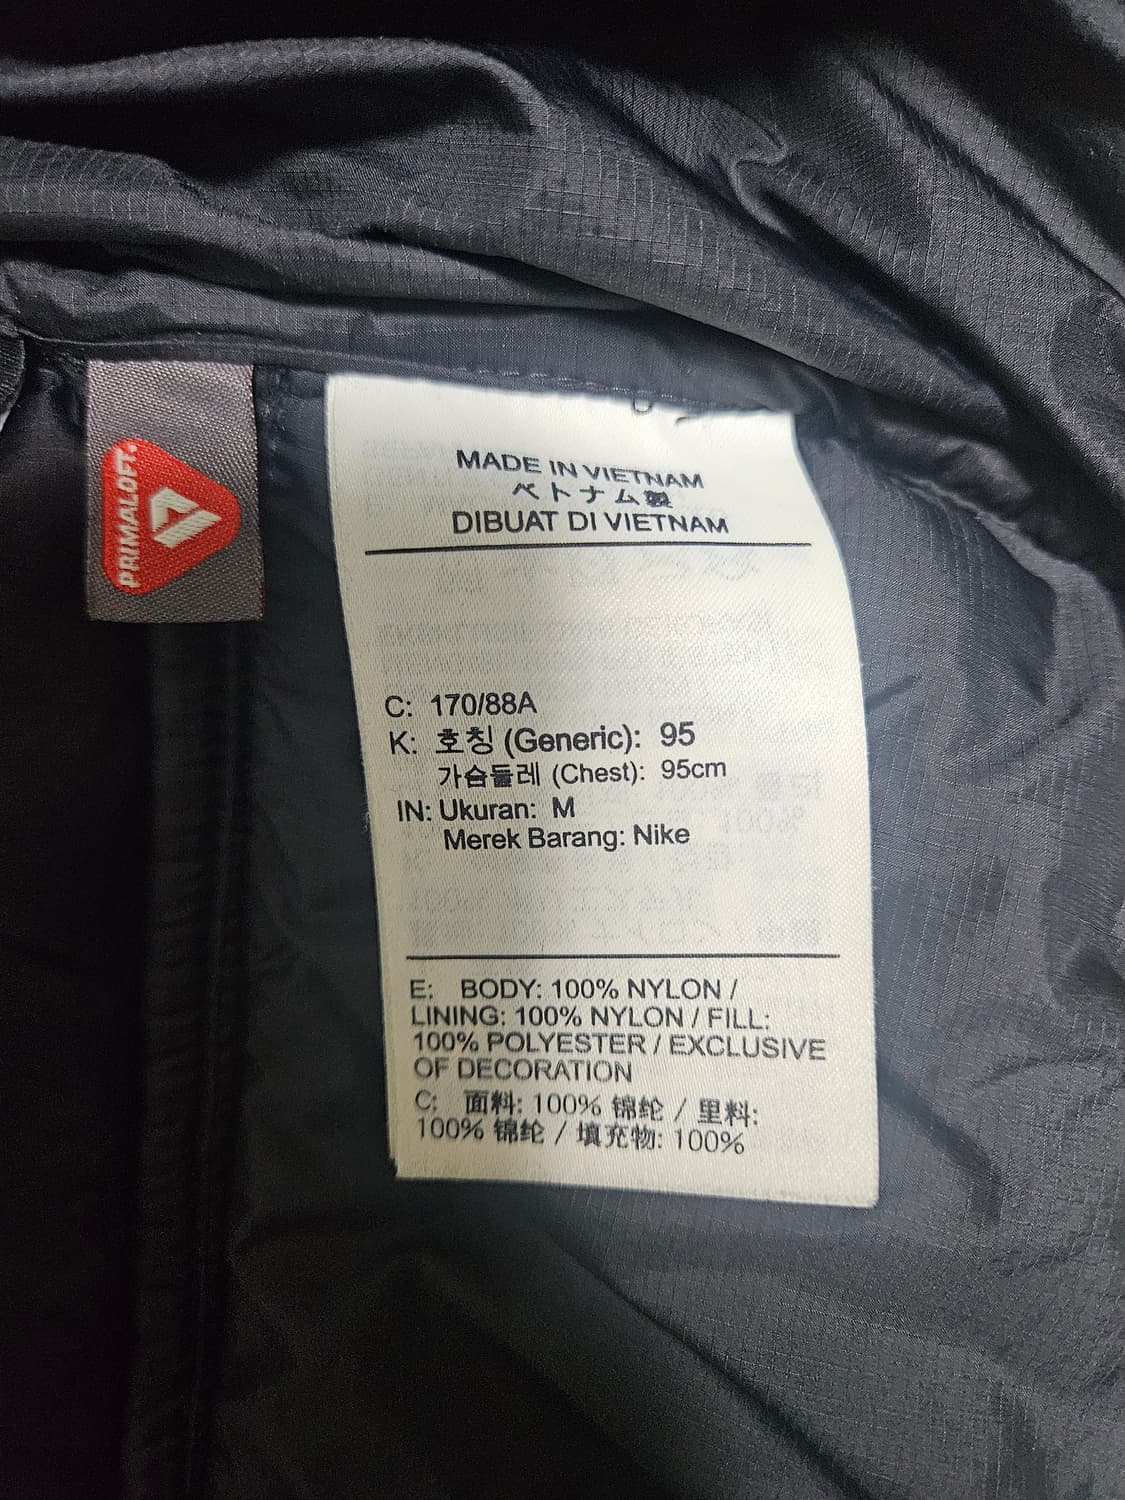 PRIMALOFT®
MADE IN VIETNAM
ベトナム製
DIBUAT DI VIETNAM
C: 170/88A
K: 호칭 (Generic): 95
가슴둘레 (Chest): 95cm
IN: Ukuran: M
Merek Barang: Nike
E: BODY: 100% NYLON /
LINING: 100% NYLON / FILL:
100% POLYESTER / EXCLUSIVE
OF DECORATION
C: 面料: 100% 锦纶 / 里料:
100% 锦纶 / 填充物: 100%